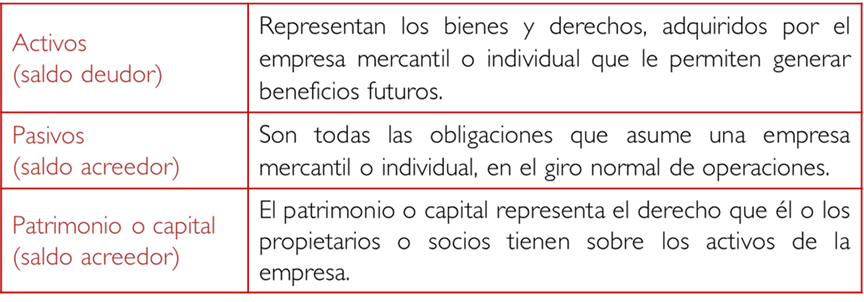 Activos
(saldo deudor)
Representan los bienes y derechos, adquiridos por el
empresa mercantil o individual que le permiten generar
beneficios futuros.
Pasivos
(saldo acreedor)
Son todas las obligaciones que asume una empresa
mercantil o individual, en el giro normal de operaciones.
Patrimonio o capital
(saldo acreedor)
El patrimonio o capital representa el derecho que él o los
propietarios o socios tienen sobre los activos de la
empresa.